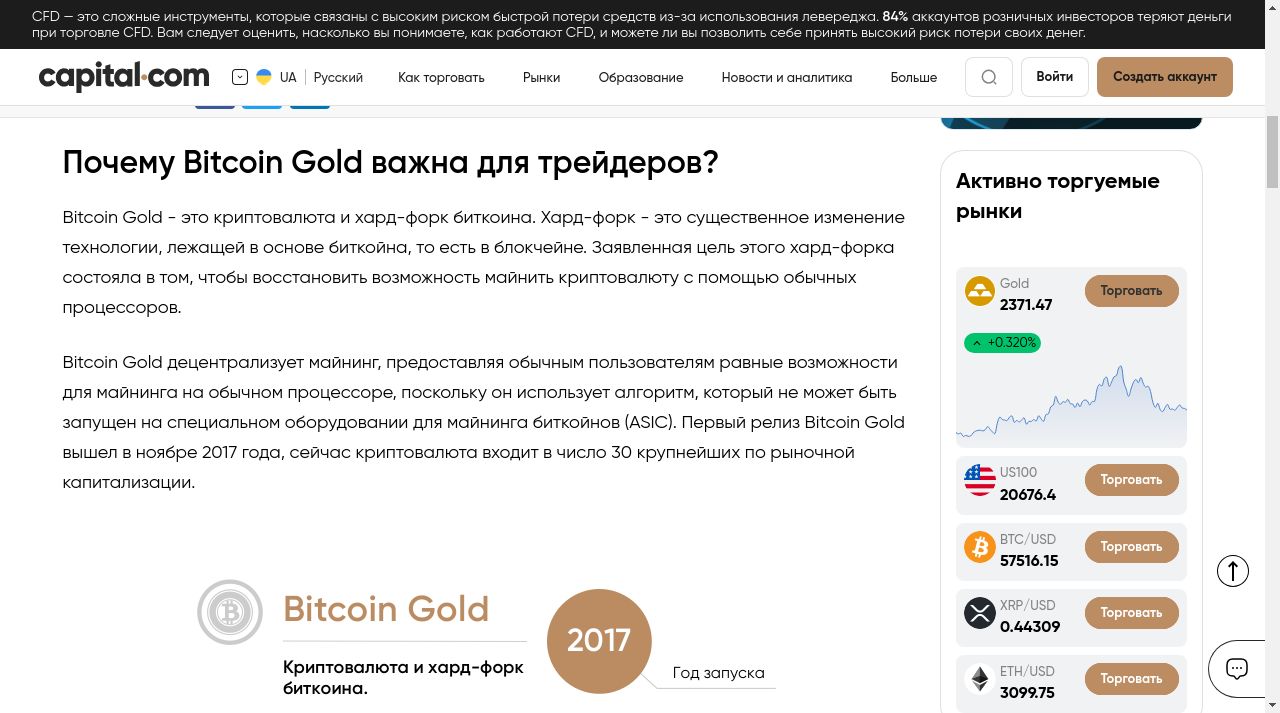 CFD — это сложные инструменты, которые связаны с высоким риском быстрой потери средств из-за использования левереджа. 84% аккаунтов розничных инвесторов теряют деньги
при торговле CFD. Вам следует оценить, насколько вы понимаете, как работают CFD, и можете ли вы позволить себе принять высокий риск потери своих денег.
capital.com
UA | Русский
Как торговать
Рынки
Образование
Новости и аналитика
Больше
Войти
Создать аккаунт
Почему Bitcoin Gold важна для трейдеров?
Bitcoin Gold - это криптовалюта и хард-форк биткоина. Хард-форк - это существенное изменение
технологии, лежащей в основе биткойна, то есть в блокчейне. Заявленная цель этого хард-форка
состояла в том, чтобы восстановить возможность майнить криптовалюту с помощью обычных
процессоров.
Bitcoin Gold децентрализует майнинг, предоставляя обычным пользователям равные возможности
для майнинга на обычном процессоре, поскольку он использует алгоритм, который не может быть
запущен на специальном оборудовании для майнинга биткойнов (ASIC). Первый релиз Bitcoin Gold
вышел в ноябре 2017 года, сейчас криптовалюта входит в число 30 крупнейших по рыночной
капитализации.
Bitcoin Gold
Криптовалюта и хард-форк
биткоина.
2017
Год запуска
Активно торгуемые
рынки
Gold
2371.47
Торговать
+0.320%
US100
20676.4
Торговать
BTC/USD
57516.15
Торговать
XRP/USD
0.44309
Торговать
ETH/USD
3099.75
Торговать